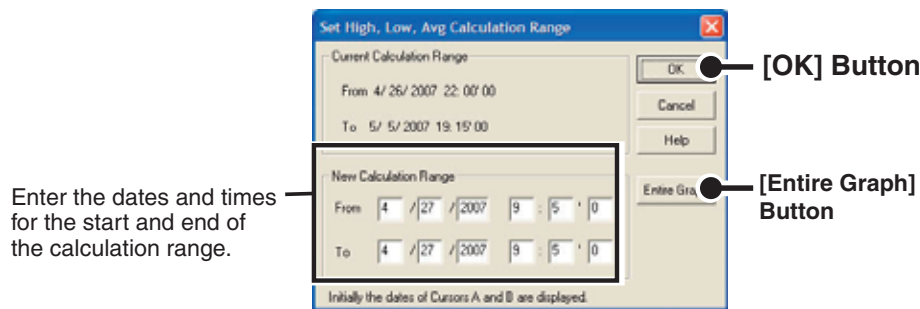 Set High, Low, Avg Calculation Range
Current Calculation Range
From 4/ 26/ 2007 22: 00' 00
To 5/ 5/ 2007 19: 15' 00
OK
Cancel
Help
[OK] Button
New Calculation Range
From 4 / 27 / 2007 9 : 5 ' 0
To 4 / 27 / 2007 9 : 5 ' 0
Entire Grap
[Entire Graph]
Button
Enter the dates and times
for the start and end of
the calculation range.
Initially the dates of Cursors A and B are displayed.